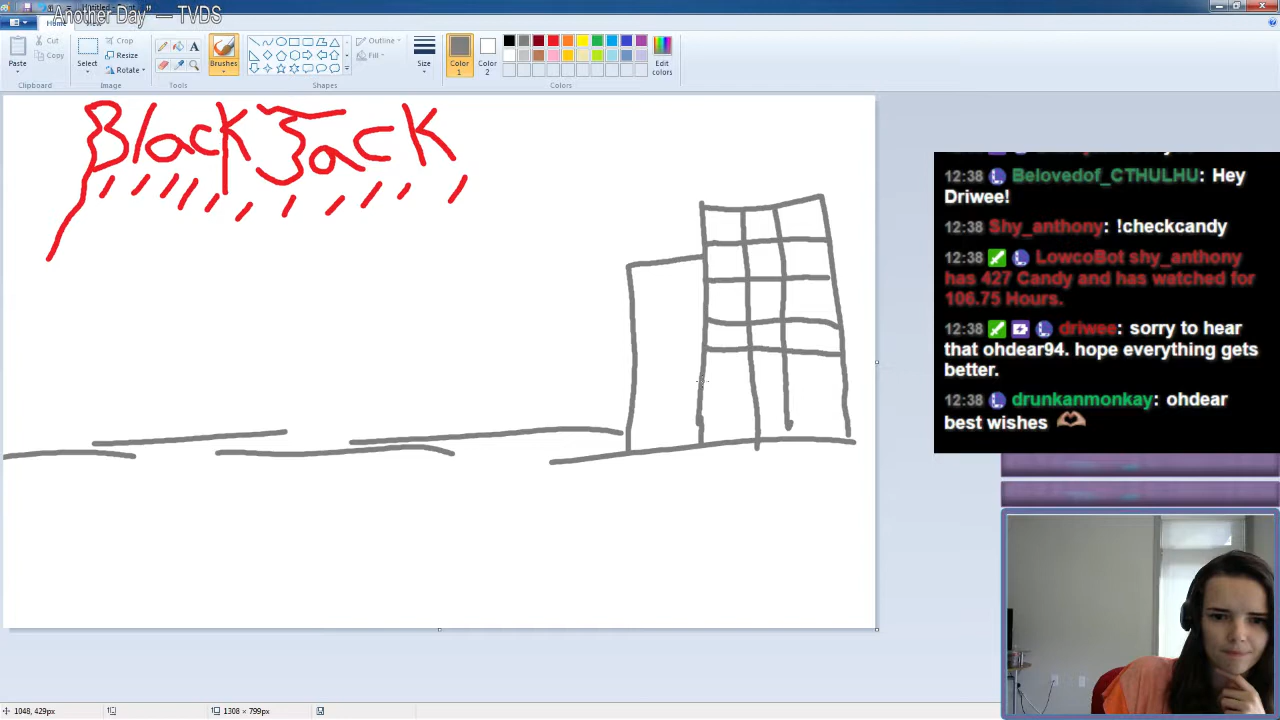 Another Day” — TVDS
Home
Paste
Cut
Copy
Clipboard
Select
Crop
Resize
Rotate
Image
A
Tools
Brushes
Outline
Fill
Shapes
Size
Color
1
Color
2
Edit
colors
Colors
Black Jack
12:38 Belovedof_CTHULHU: Hey
Driwee!
12:38 Shy_anthony: !checkcandy
12:38 LowcoBot shy_anthony
has 427 Candy and has watched for
106.75 Hours.
12:38 driwee: sorry to hear
that ohdear94. hope everything gets
better.
12:38 drunkanmonkay: ohdear
best wishes
1048, 429px
1308 × 799px